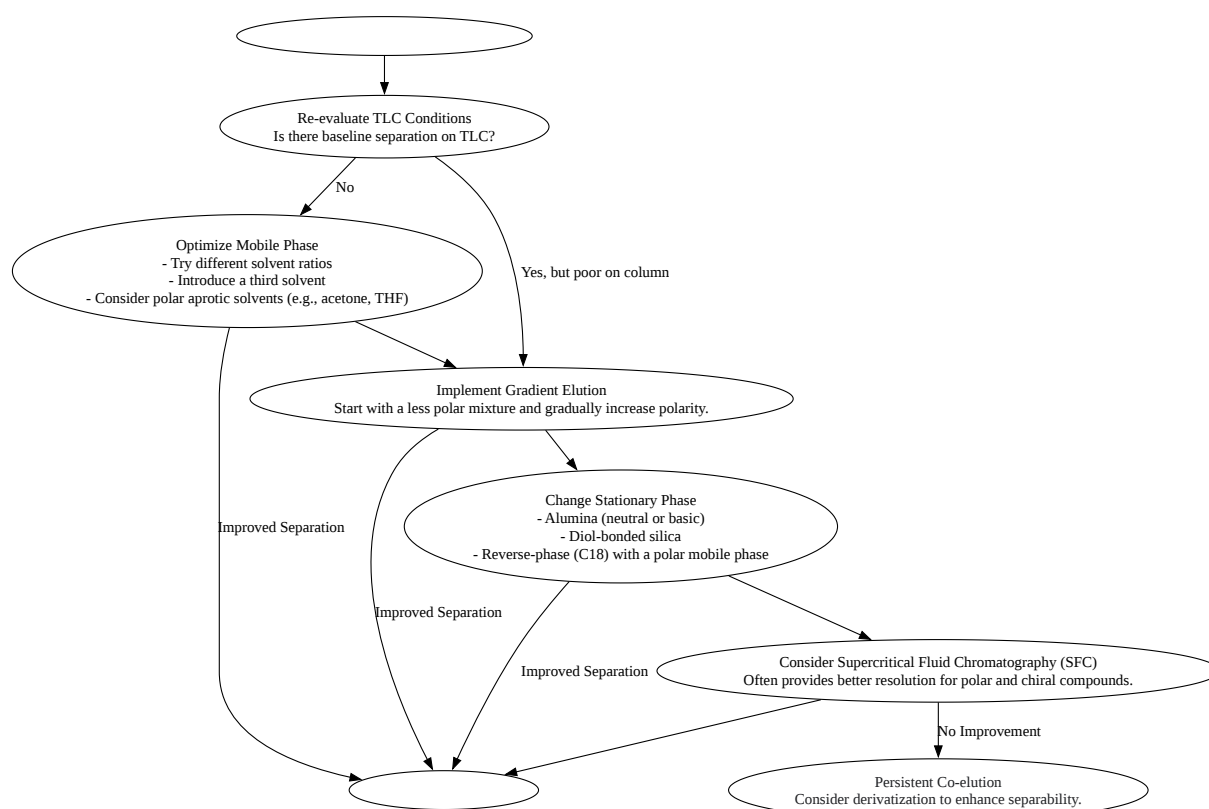 Re-evaluate TLC Conditions
Is there baseline separation on TLC?
No
Optimize Mobile Phase
- Try different solvent ratios
- Introduce a third solvent
- Consider polar aprotic solvents (e.g., acetone, THF)
Yes, but poor on column
Implement Gradient Elution
Start with a less polar mixture and gradually increase polarity.
Change Stationary Phase
- Alumina (neutral or basic)
- Diol-bonded silica
- Reverse-phase (C18) with a polar mobile phase
Improved Separation
Improved Separation
Improved Separation
Consider Supercritical Fluid Chromatography (SFC)
Often provides better resolution for polar and chiral compounds.
No Improvement
Persistent Co-elution
Consider derivatization to enhance separability.